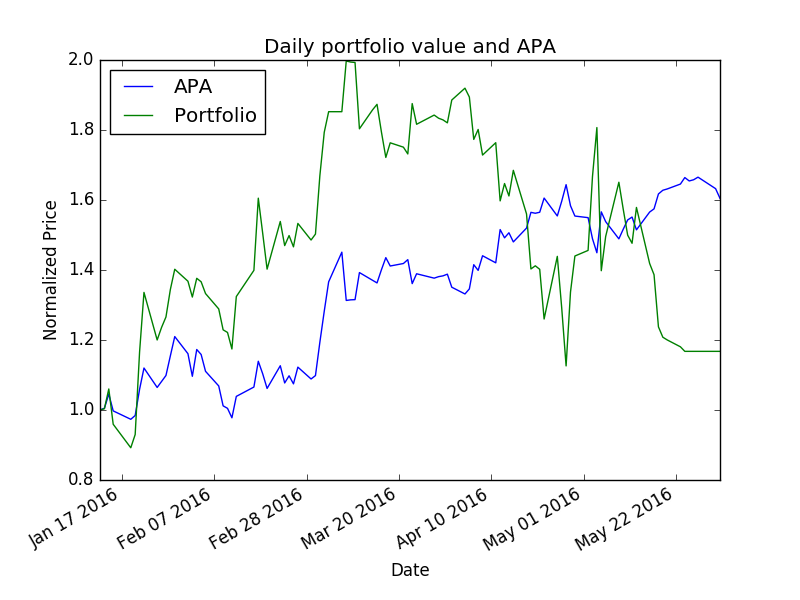 Daily portfolio value and APA
APA
Portfolio
Normalized Price
2.0
1.8
1.6
1.4
1.2
1.0
0.8
Jan 17 2016
Feb 07 2016
Feb 28 2016
Mar 20 2016
Apr 10 2016
May 01 2016
May 22 2016
Date